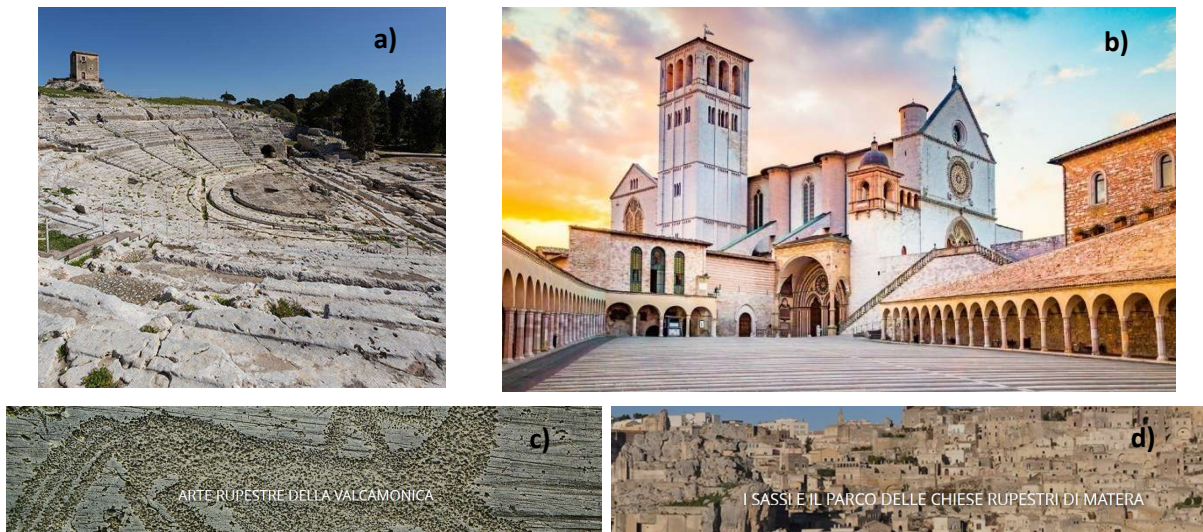 a)
b)
c)
ARTE RUPESTRE DELLA VALCAMONICA
d)
I SASSI E IL PARCO DELLE CHIESE RUPESTRI DI MATERA